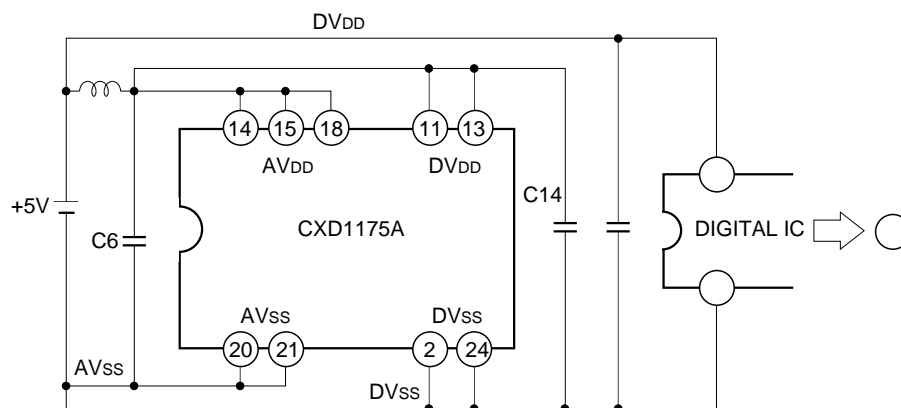 DVDD
14 15 18 11 13
AVDD DVDD
+5V C6 CXD1175A C14 DIGITAL IC
AVSS DVSS
20 21 2 24
AVSS
DVSS